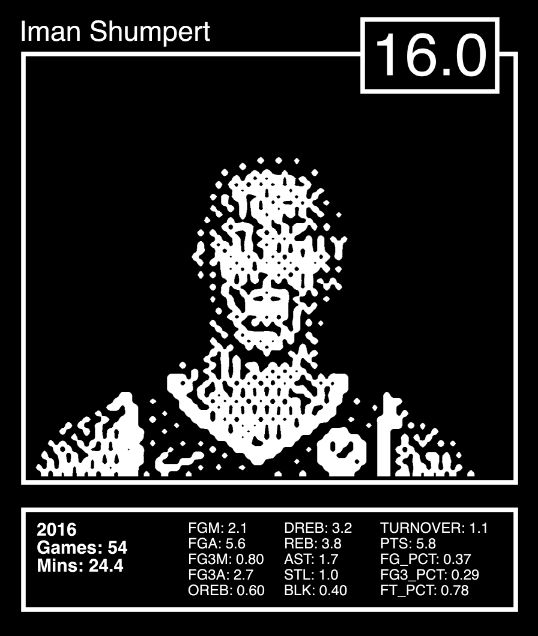 Iman Shumpert
16.0
2016
Games: 54
Mins: 24.4
FGM: 2.1
FGA: 5.6
FG3M: 0.80
FG3A: 2.7
OREB: 0.60
DREB: 3.2
REB: 3.8
AST: 1.7
STL: 1.0
BLK: 0.40
TURNOVER: 1.1
PTS: 5.8
FG_PCT: 0.37
FG3_PCT: 0.29
FT_PCT: 0.78